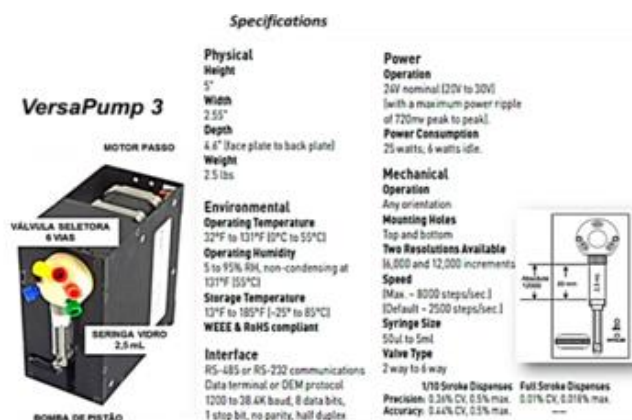 Specifications
VersaPump 3
MOTOR PASSO
VÁLVULA SELETORA
6 VIAS
SERINGA VIDRO
2,5 mL
BOMBA DE PISTÃO
Physical
Height
5"
Width
2.55"
Depth
4.6" (face plate to back plate)
Weight
2.5 lbs
Environmental
Operating Temperature
32°F to 131°F (0°C to 55°C)
Operating Humidity
5 to 95% RH, non-condensing at
131°F (55°C)
Storage Temperature
13°F to 185°F (-25° to 85°C)
WEEE & RoHS compliant
Interface
RS-485 or RS-232 communications
Data terminal or OEM protocol
1200 to 38.4K baud, 8 data bits,
1 stop bit, no parity, half duplex
Power
Operation
24V nominal (20V to 30V)
(with a maximum power ripple
of 720mv peak to peak).
Power Consumption
25 watts; 6 watts idle.
Mechanical
Operation
Any orientation
Mounting Holes
Top and bottom
Two Resolutions Available
(6,000 and 12,000 increments)
Speed
(Max. - 8000 steps/sec.)
(Default - 2500 steps/sec.)
Syringe Size
50ul to 5ml
Valve Type
2 way to 6 way
1/10 Stroke Dispenses Full Stroke Dispenses
Precision: 0.36% CV, 0.5% max. 0.01% CV, 0.018% max.
Accuracy: 0.44% CV, 0.5% max.
12000